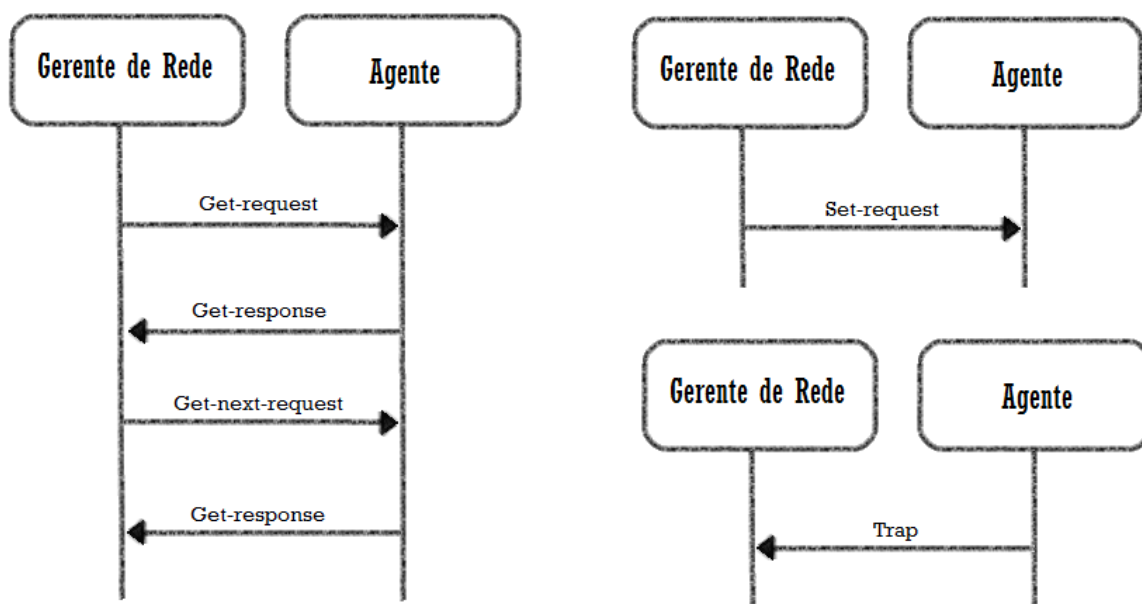 Gerente de Rede
Agente
Get-request
Get-response
Get-next-request
Get-response
Gerente de Rede
Agente
Set-request
Gerente de Rede
Agente
Trap